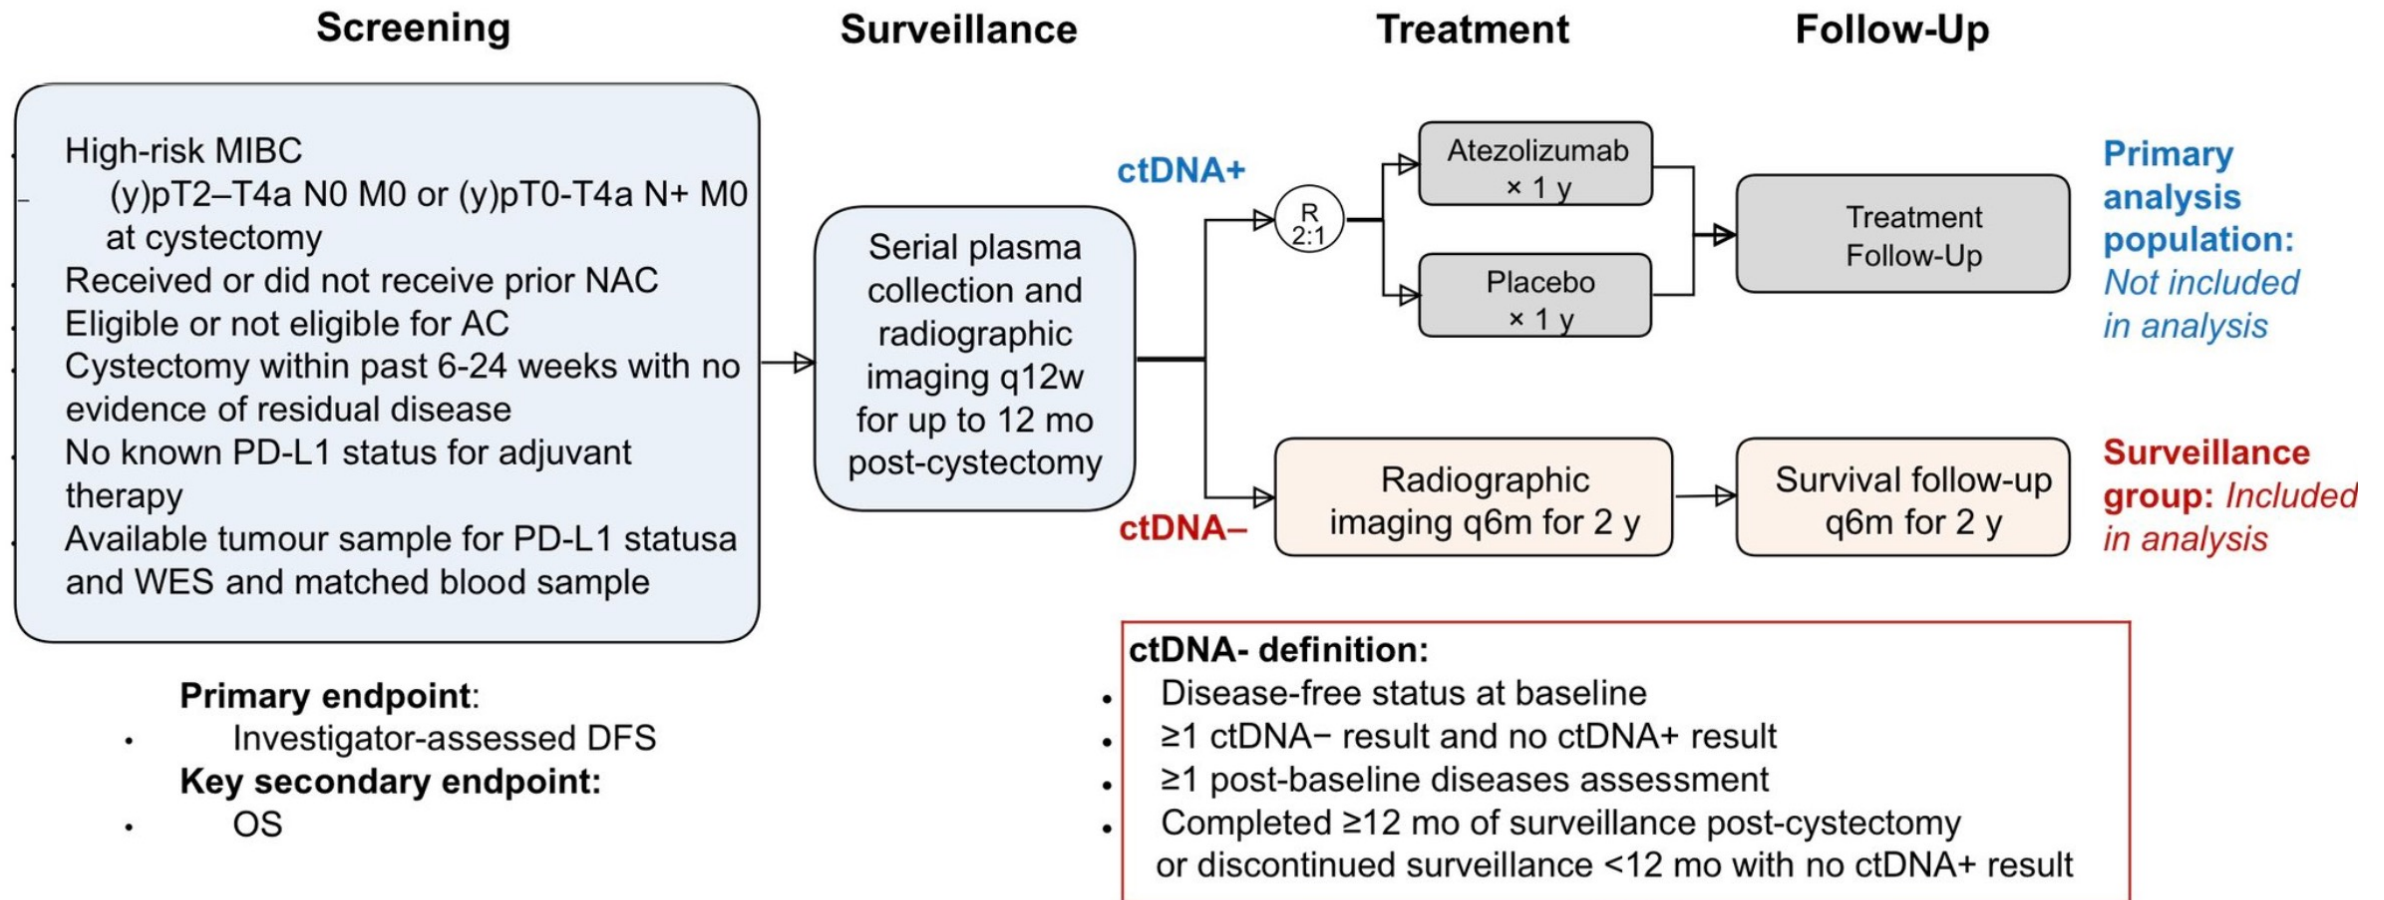 Screening
Surveillance
Treatment
Follow-Up
High-risk MIBC
(y)pT2–T4a N0 M0 or (y)pT0-T4a N+ M0
at cystectomy
Received or did not receive prior NAC
Eligible or not eligible for AC
Cystectomy within past 6-24 weeks with no
evidence of residual disease
No known PD-L1 status for adjuvant
therapy
Available tumour sample for PD-L1 statusa
and WES and matched blood sample
Serial plasma
collection and
radiographic
imaging q12w
for up to 12 mo
post-cystectomy
ctDNA+
R
2:1
Atezolizumab
× 1 y
Placebo
× 1 y
Treatment
Follow-Up
Primary
analysis
population:
Not included
in analysis
ctDNA–
Radiographic
imaging q6m for 2 y
Survival follow-up
q6m for 2 y
Surveillance
group: Included
in analysis
Primary endpoint:
• Investigator-assessed DFS
Key secondary endpoint:
• OS
ctDNA- definition:
• Disease-free status at baseline
• ≥1 ctDNA− result and no ctDNA+ result
• ≥1 post-baseline diseases assessment
• Completed ≥12 mo of surveillance post-cystectomy
or discontinued surveillance <12 mo with no ctDNA+ result